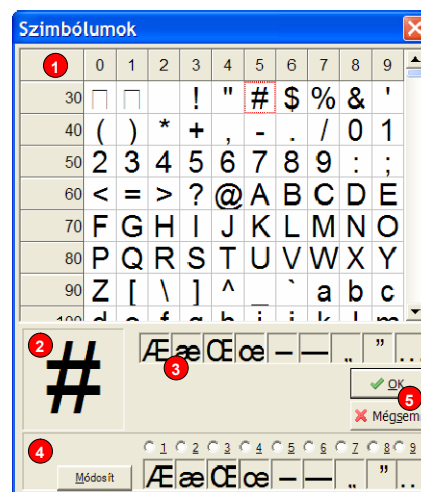 Szimbólumok
1 0 1 2 3 4 5 6 7 8 9
30 ! " # $ % & '
40 ( ) * + , - . / 0 1
50 2 3 4 5 6 7 8 9 : ;
60 < = > ? @ A B C D E
70 F G H I J K L M N O
80 P Q R S T U V W X Y
90 Z [ \ ] ^ _ ` a b c
100 d e f g h i j k l m
2 # Æ æ Œ œ – — „ ” ...
3
OK
5
Mégsem
4 1 2 3 4 5 6 7 8 9
Módosít Æ æ Œ œ – — „ ” ...